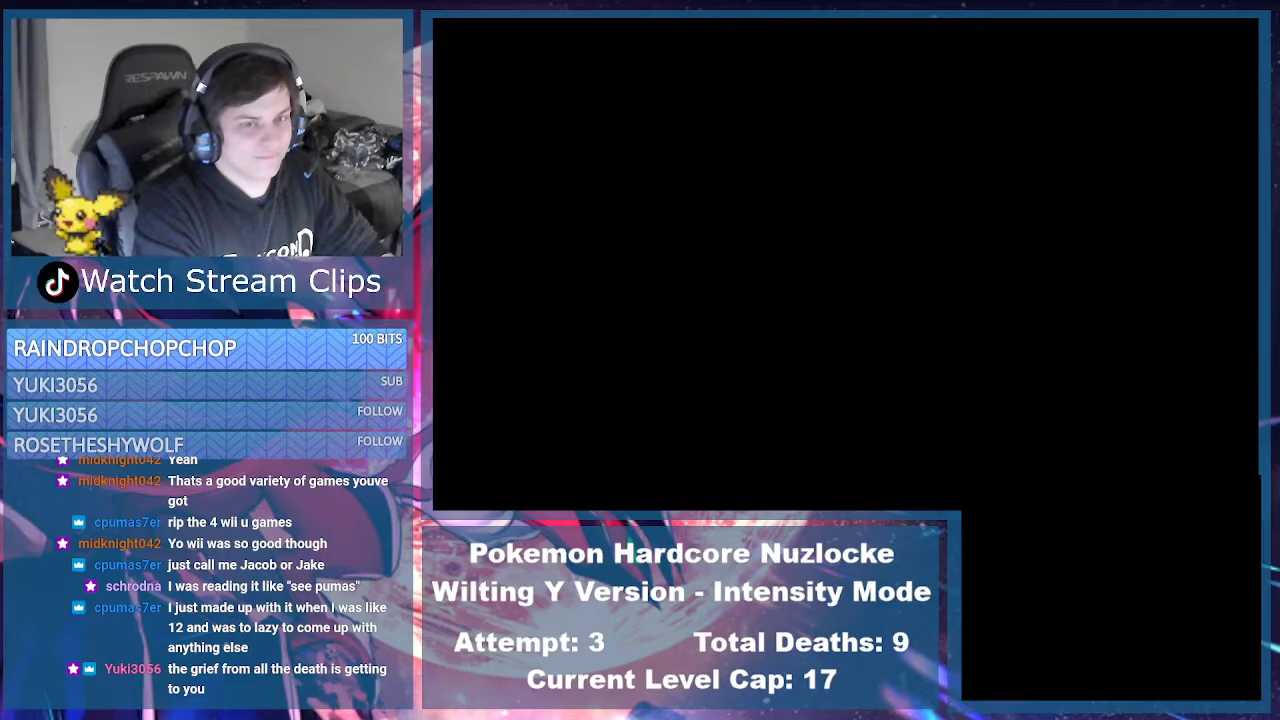 RESPAWN
Watch Stream Clips
RAINDROPCHOPCHOP 100 BITS
YUKI3056 SUB
YUKI3056 FOLLOW
ROSETHESHYWOLF FOLLOW
midknight042 Yeah
midknight042 Thats a good variety of games youve
got
cpumas7er rip the 4 wii u games
midknight042 Yo wii was so good though
cpumas7er just call me Jacob or Jake
schrodna I was reading it like "see pumas"
cpumas7er I just made up with it when I was like
12 and was to lazy to come up with
anything else
Yuki3056 the grief from all the death is getting
to you
Pokemon Hardcore Nuzlocke
Wilting Y Version - Intensity Mode
Attempt: 3 Total Deaths: 9
Current Level Cap: 17